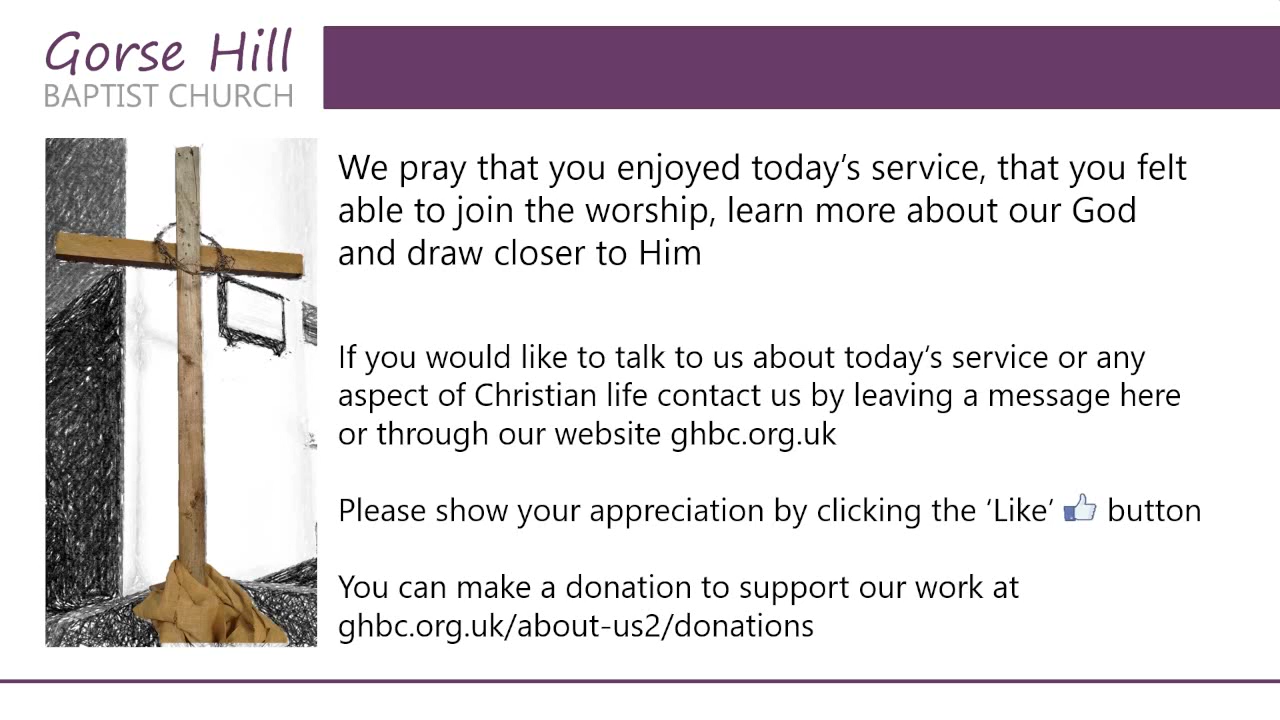 Gorse Hill
BAPTIST CHURCH
We pray that you enjoyed today’s service, that you felt
able to join the worship, learn more about our God
and draw closer to Him
If you would like to talk to us about today’s service or any
aspect of Christian life contact us by leaving a message here
or through our website ghbc.org.uk
Please show your appreciation by clicking the ‘Like’ button
You can make a donation to support our work at
ghbc.org.uk/about-us2/donations